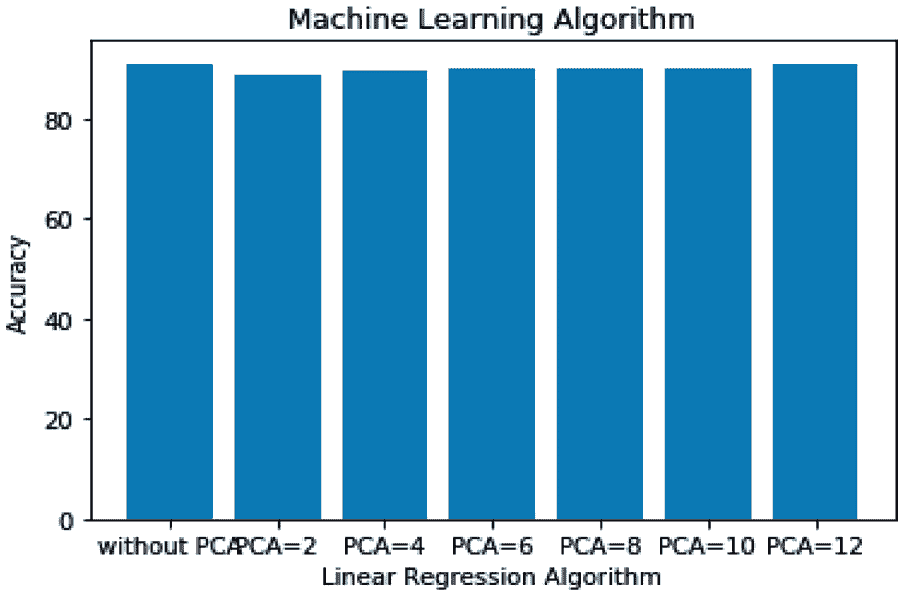 Machine Learning Algorithm
Accuracy
80
60
40
20
0
without PCA PCA=2 PCA=4 PCA=6 PCA=8 PCA=10 PCA=12
Linear Regression Algorithm